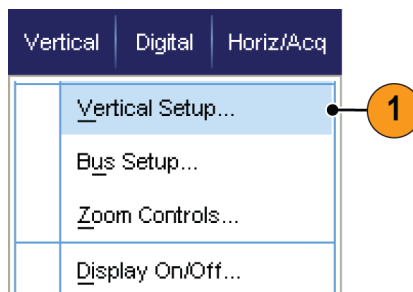 Vertical Digital Horiz/Acq
Vertical Setup... 1
Bus Setup...
Zoom Controls...
Display On/Off...